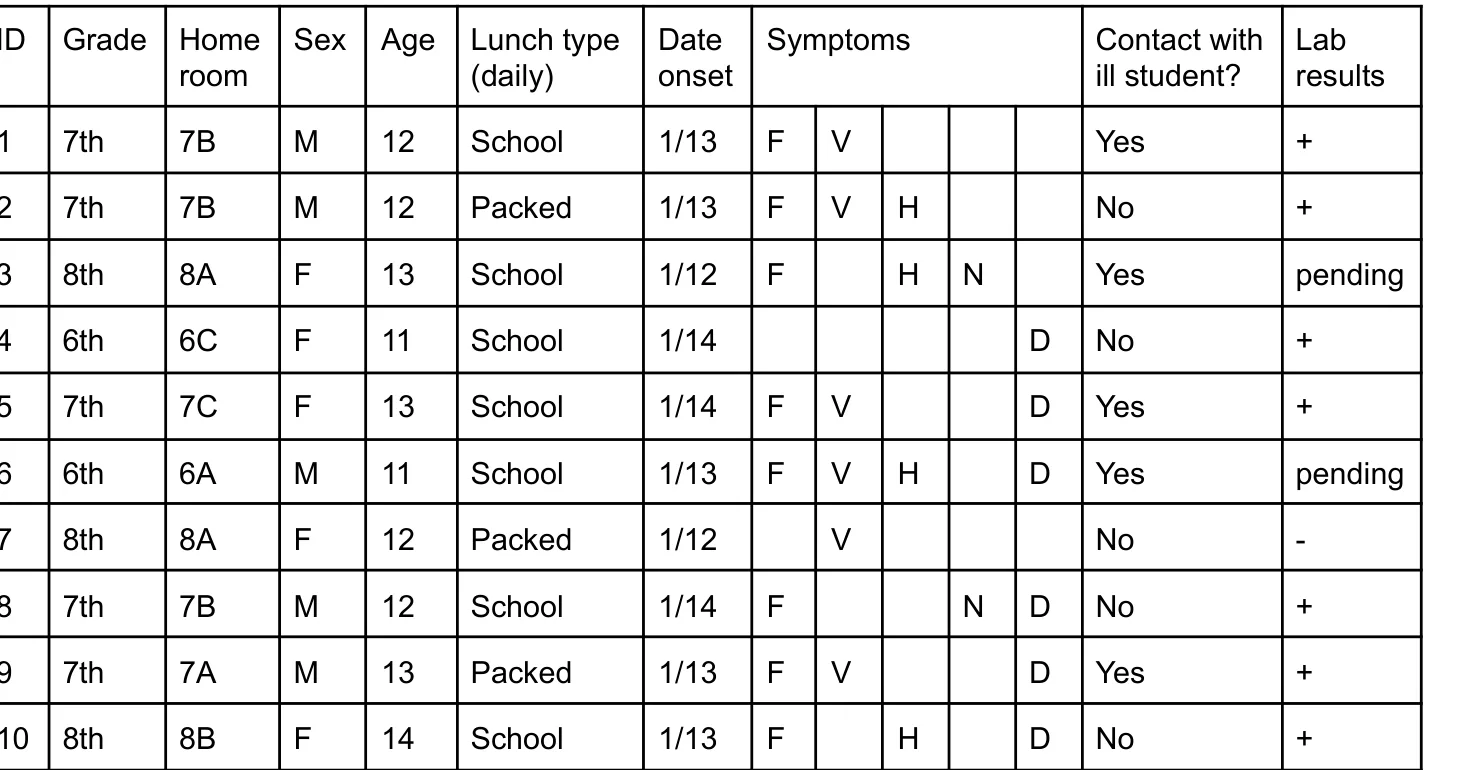 ID Grade Home room Sex Age Lunch type (daily) Date onset Symptoms Contact with ill student? Lab results
1 7th 7B M 12 School 1/13 F V Yes +
2 7th 7B M 12 Packed 1/13 F V H No +
3 8th 8A F 13 School 1/12 F H N Yes pending
4 6th 6C F 11 School 1/14 D No +
5 7th 7C F 13 School 1/14 F V D Yes +
6 6th 6A M 11 School 1/13 F V H D Yes pending
7 8th 8A F 12 Packed 1/12 V No -
8 7th 7B M 12 School 1/14 F N D No +
9 7th 7A M 13 Packed 1/13 F V D Yes +
10 8th 8B F 14 School 1/13 F H D No +